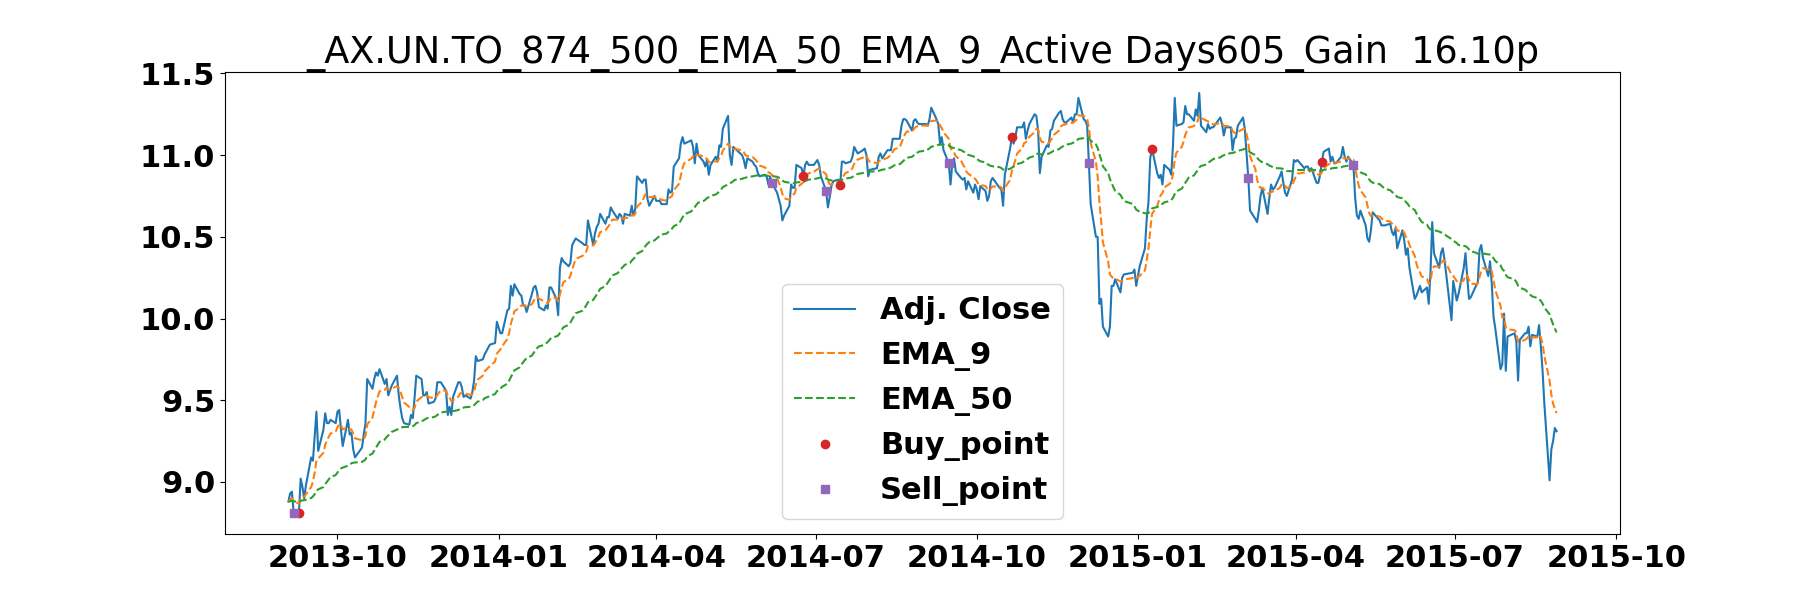 _AX.UN.TO_874_500_EMA_50_EMA_9_Active Days605_Gain  16.10p
11.5
11.0
10.5
10.0
9.5
9.0
Adj. Close
EMA_9
EMA_50
Buy_point
Sell_point
2013-10 2014-01 2014-04 2014-07 2014-10 2015-01 2015-04 2015-07 2015-10